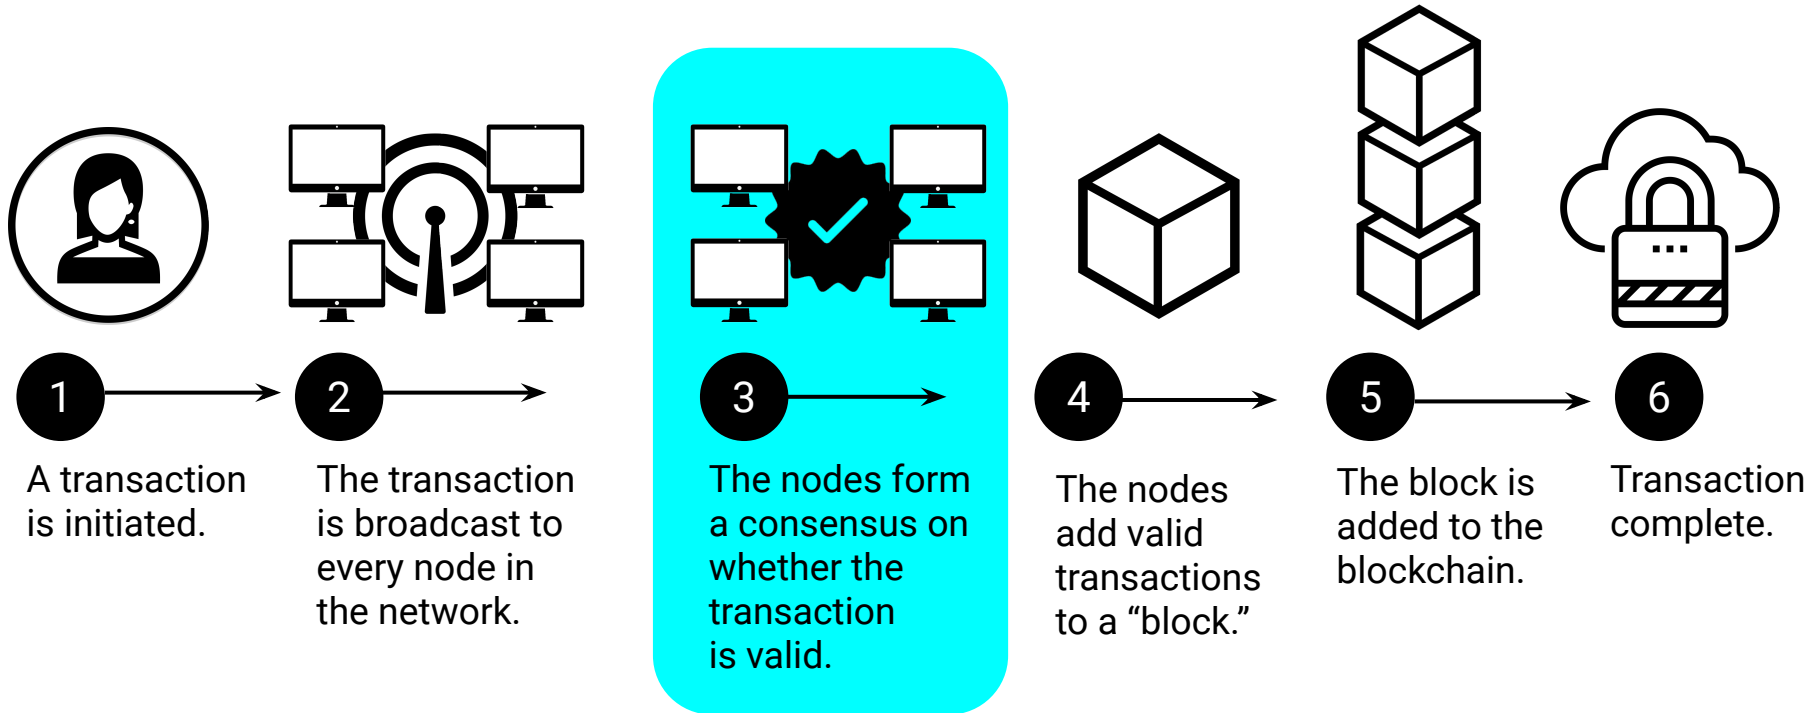 1
A transaction
is initiated.
2
The transaction
is broadcast to
every node in
the network.
3
The nodes form
a consensus on
whether the
transaction
is valid.
4
The nodes
add valid
transactions
to a “block.”
5
The block is
added to the
blockchain.
6
Transaction
complete.